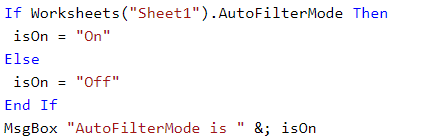 If Worksheets("Sheet1").AutoFilterMode Then
 isOn = "On"
Else
 isOn = "Off"
End If
MsgBox "AutoFilterMode is " &; isOn